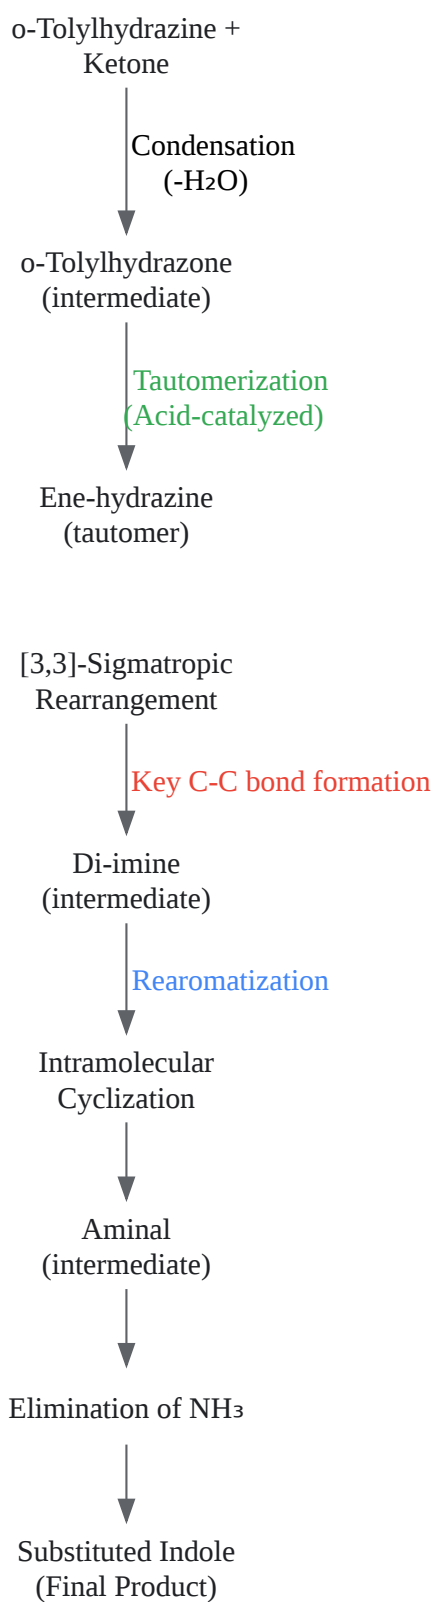 o-Tolylhydrazine +
Ketone
Condensation
(-H₂O)
o-Tolylhydrazone
(intermediate)
Tautomerization
(Acid-catalyzed)
Ene-hydrazine
(tautomer)
[3,3]-Sigmatropic
Rearrangement
Key C-C bond formation
Di-imine
(intermediate)
Rearomatization
Intramolecular
Cyclization
Aminal
(intermediate)
Elimination of NH₃
Substituted Indole
(Final Product)